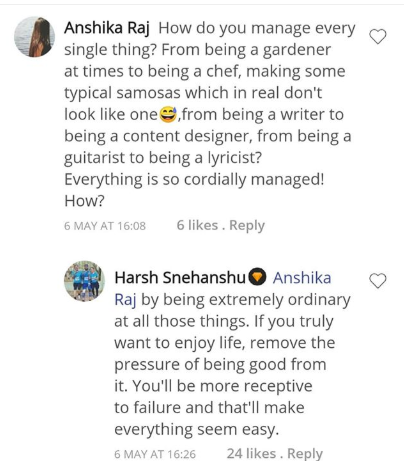 Anshika Raj How do you manage every
single thing? From being a gardener
at times to being a chef, making some
typical samosas which in real don't
look like one😅,from being a writer to
being a content designer, from being a
guitarist to being a lyricist?
Everything is so cordially managed!
How?
6 MAY AT 16:08 6 likes . Reply
Harsh Snehanshu Anshika
Raj by being extremely ordinary
at all those things. If you truly
want to enjoy life, remove the
pressure of being good from
it. You'll be more receptive
to failure and that'll make
everything seem easy.
6 MAY AT 16:26 24 likes . Reply